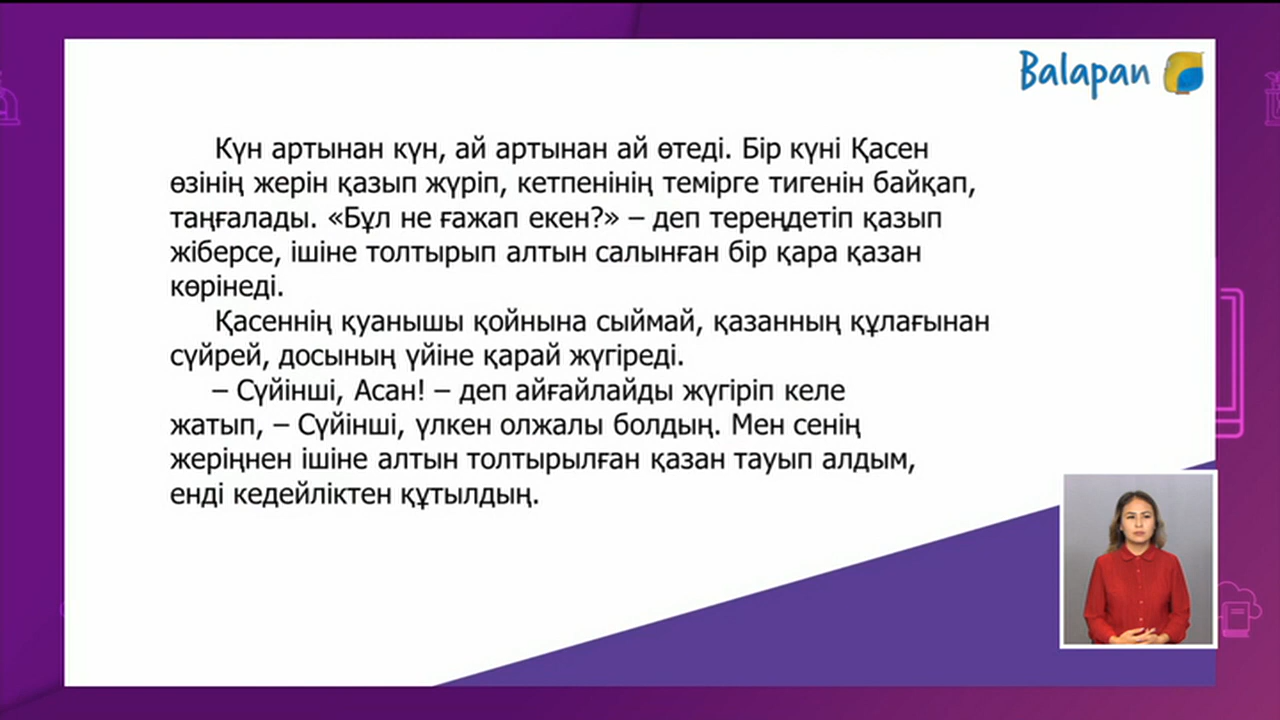 Balapan
Күн артынан күн, ай артынан ай өтеді. Бір күні Қасен
өзінің жерін қазып жүріп, кетпенінің темірге тигенін байқап,
таңғалады. «Бұл не ғажап екен?» – деп тереңдетіп қазып
жіберсе, ішіне толтырып алтын салынған бір қара қазан
көрінеді.
Қасеннің қуанышы қойнына сыймай, қазанның құлағынан
сүйрей, досының үйіне қарай жүгіреді.
– Сүйінші, Асан! – деп айғайлайды жүгіріп келе
жатып, – Сүйінші, үлкен олжалы болдың. Мен сенің
жеріңнен ішіне алтын толтырылған қазан тауып алдым,
енді кедейліктен құтылдың.